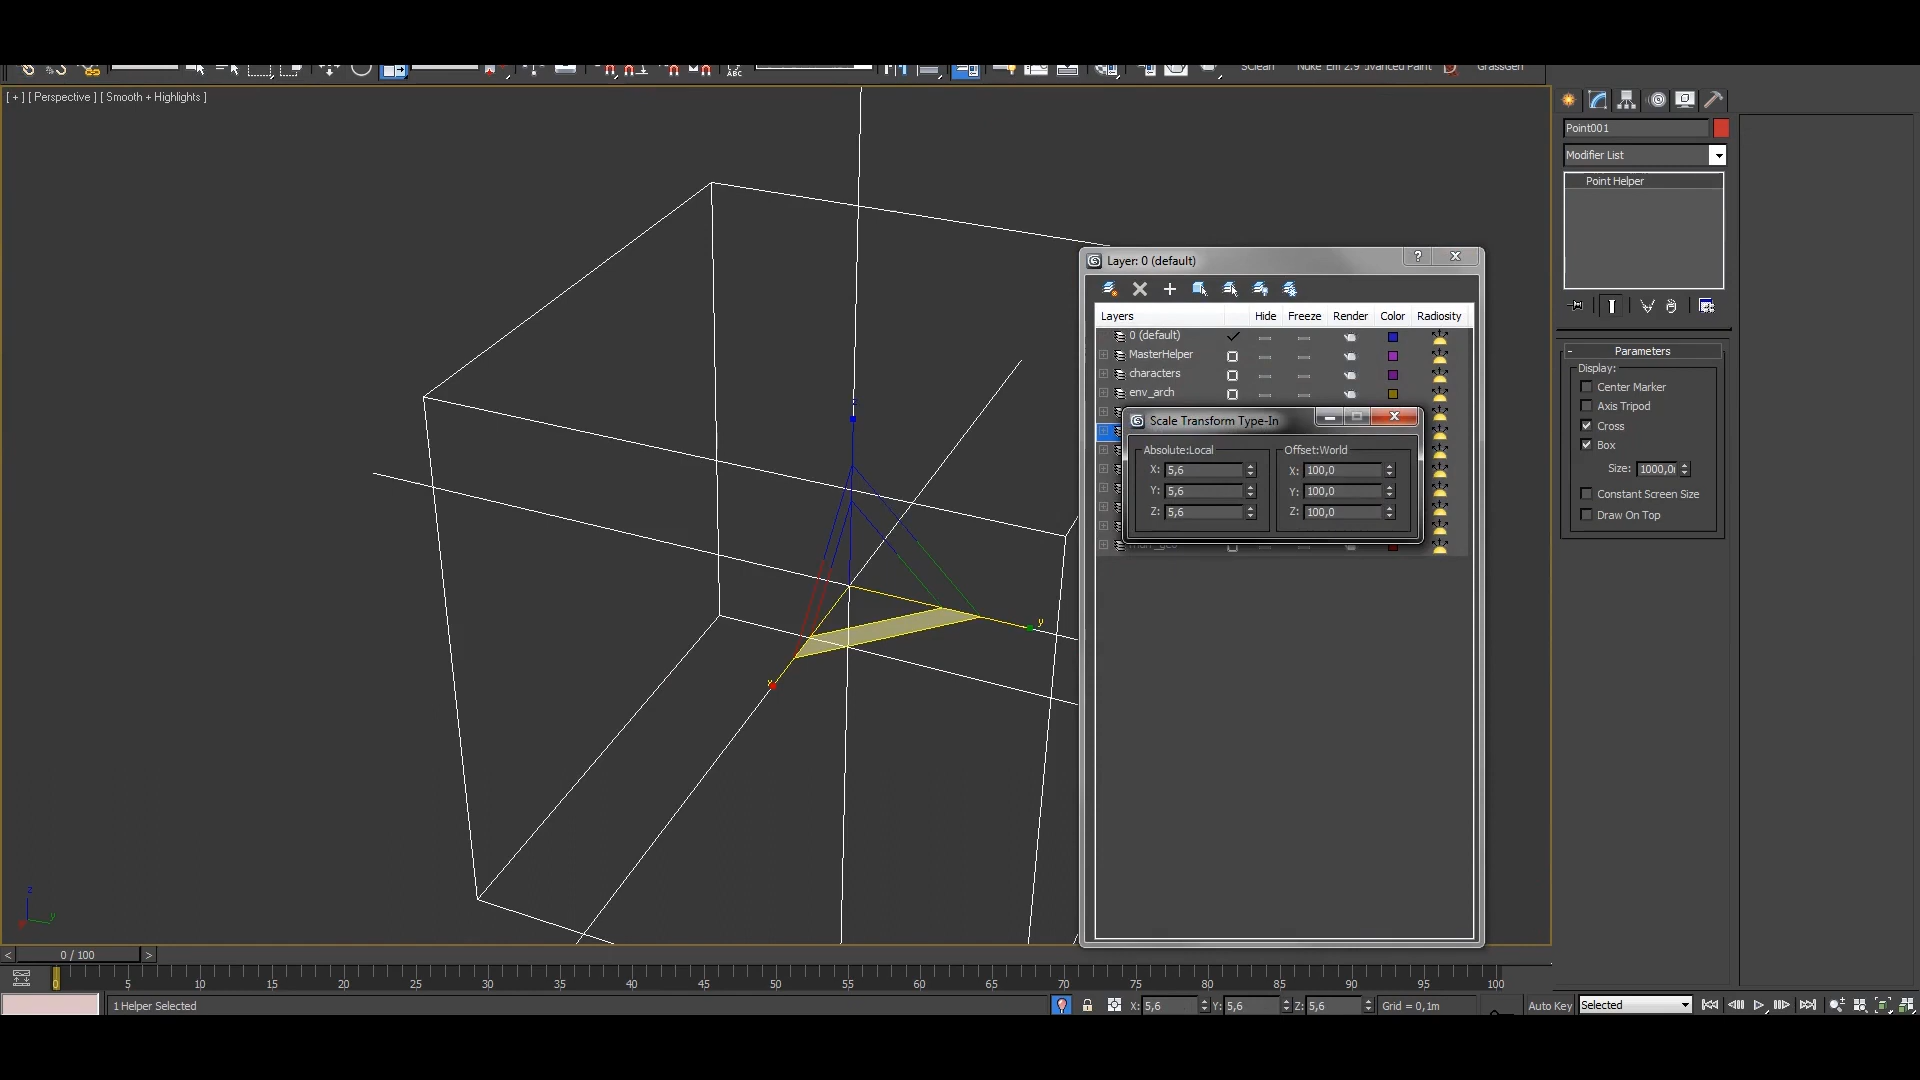 SClean
GrassGen
[ + ] [ Perspective ] [ Smooth + Highlights ]
Point001
Modifier List
Point Helper
Layer: 0 (default)
Layers Hide Freeze Render Color Radiosity
0 (default)
MasterHelper
characters
env_arch
Scale Transform Type-In
Absolute:Local Offset:World
X: 5,6 X: 100,0
Y: 5,6 Y: 100,0
Z: 5,6 Z: 100,0
Parameters
Display:
Center Marker
Axis Tripod
Cross
Box
Size: 1000,0
Constant Screen Size
Draw On Top
z
y
x
z
y
< 0 / 100 >
0 5 10 15 20 25 30 35 40 45 50 55 60 65 70 75 80 85 90 95 100
1 Helper Selected X: 5,6 Y: 5,6 Z: 5,6 Grid = 0,1m Auto Key Selected